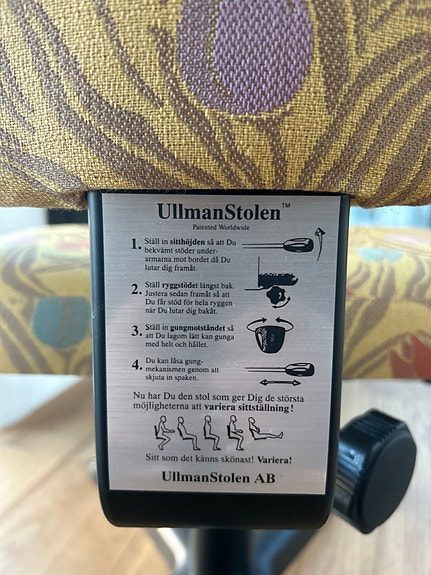 UllmanStolen™
Patented Worldwide
1. Ställ in sitthöjden så att Du
bekvämt stöder under-
armarna mot bordet då Du
lutar dig framåt.
2. Ställ ryggstödet längst bak.
Justera sedan framåt så att
Du får stöd för hela ryggen
när Du lutar dig bakåt.
3. Ställ in gungmotståndet så
att Du lagom lätt kan gunga
med helt och hållet.
4. Du kan låsa gung-
mekanismen genom att
skjuta in spaken.
Nu har Du den stol som ger Dig de största
möjligheterna att variera sittställning!
Sitt som det känns skönast! Variera!
UllmanStolen AB